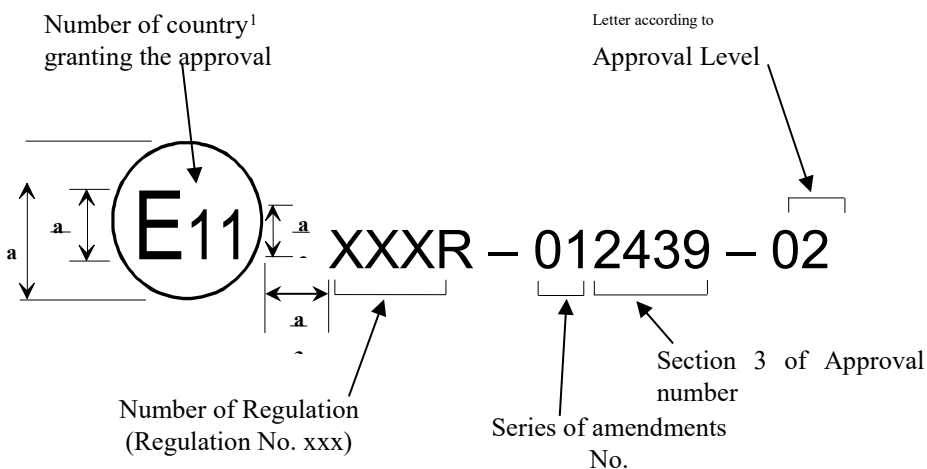 Number of country1
granting the approval
Letter according to
Approval Level
E11
a
a
a
XXXR – 012439 – 02
a
Section 3 of Approval
number
Number of Regulation
(Regulation No. xxx)
Series of amendments
No.